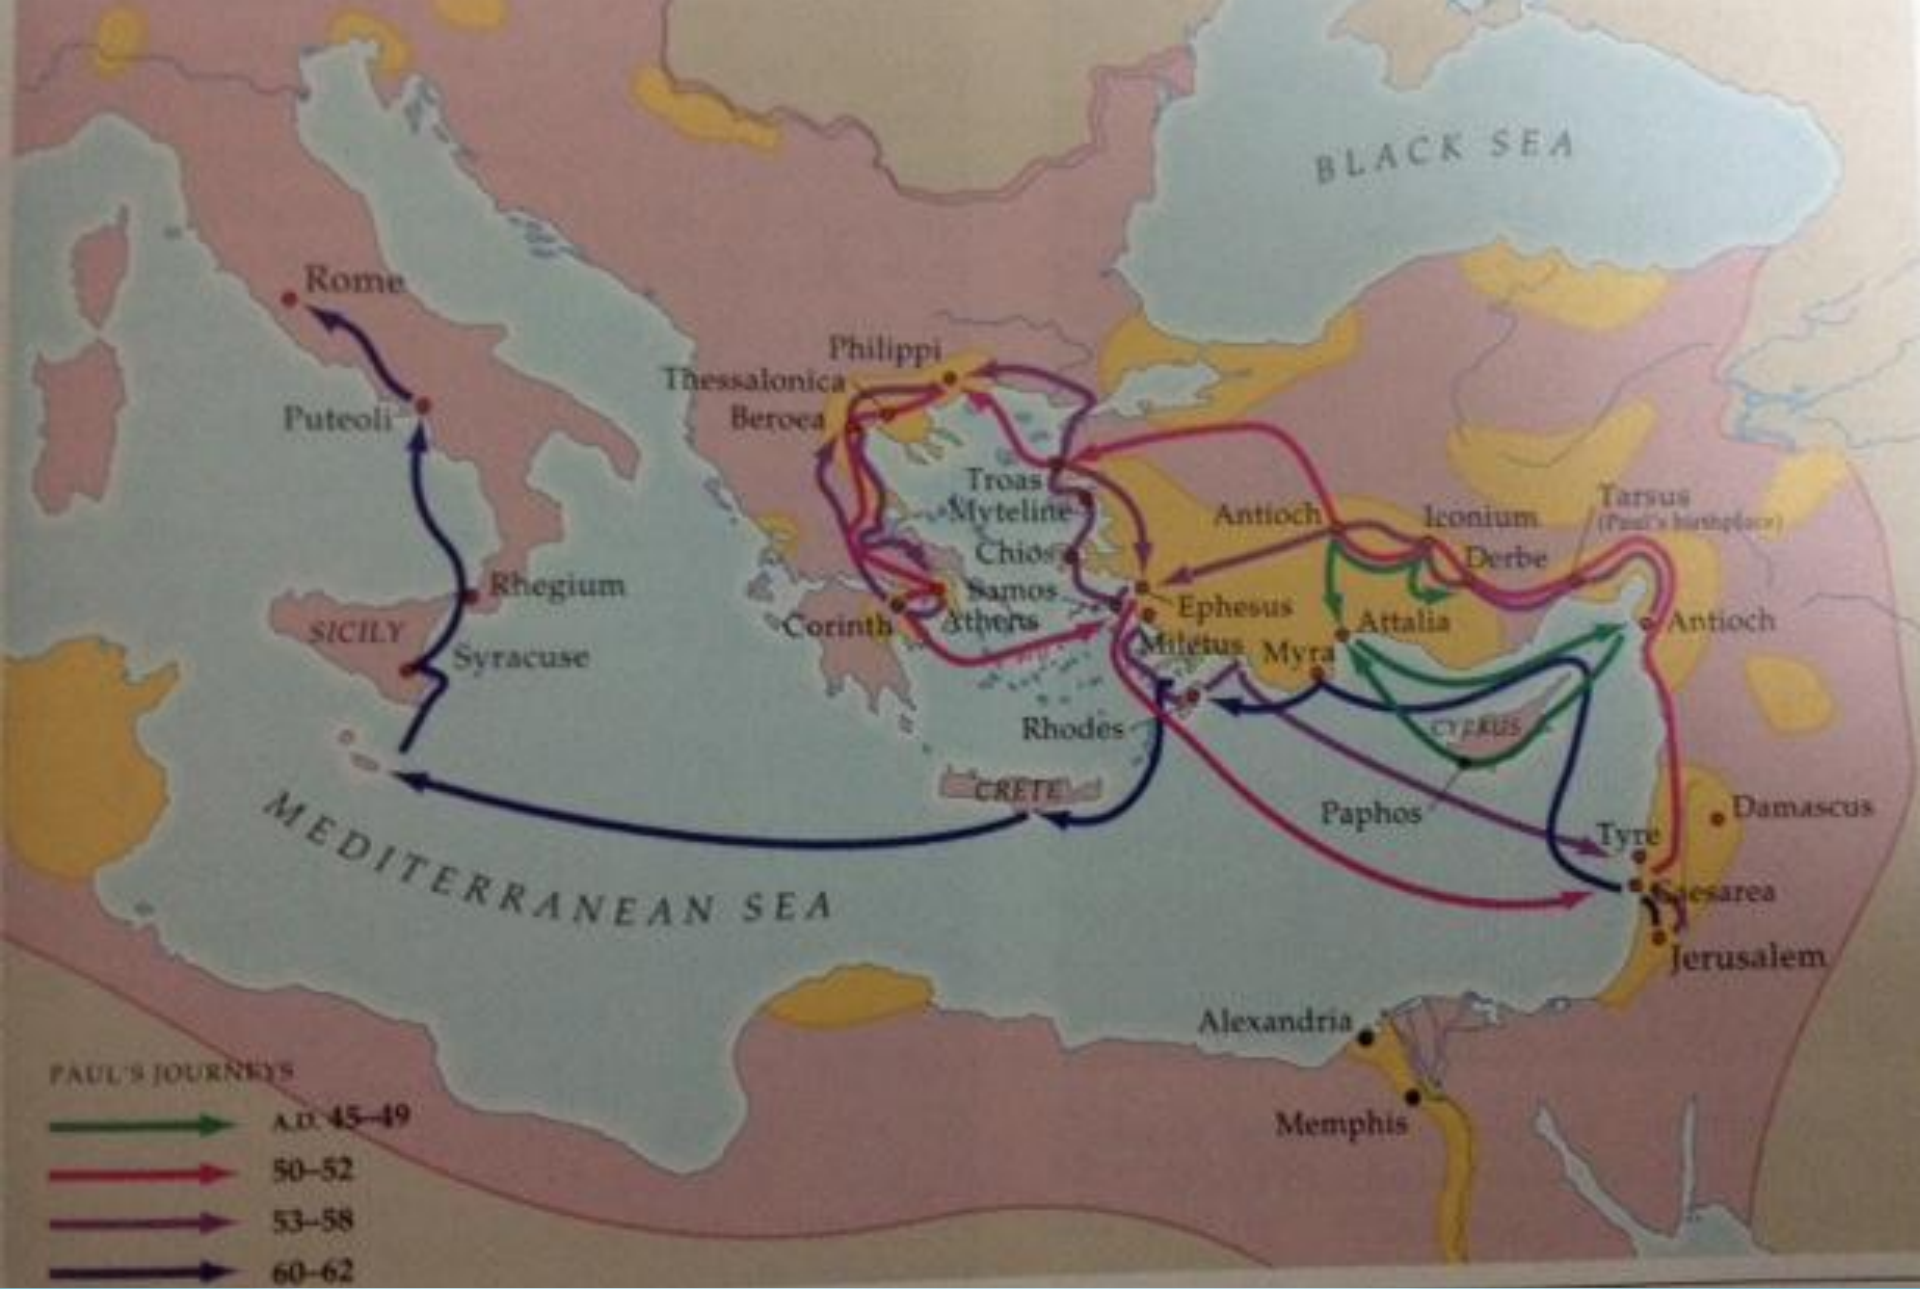 BLACK SEA
Rome
Philippi
Thessalonica
Puteoli
Beroea
Troas
Myteline
Antioch
Iconium
Tarsus
(Paul's birthplace)
Chios
Derbe
Rhegium
Samos
SICILY
Corinth
Athens
Ephesus
Attalia
Antioch
Syracuse
Miletus
Myra
Rhodes
CYPRUS
CRETE
Paphos
Damascus
Tyre
MEDITERRANEAN SEA
Caesarea
Jerusalem
Alexandria
Memphis
PAUL'S JOURNEYS
A.D. 45–49
50–52
53–58
60–62